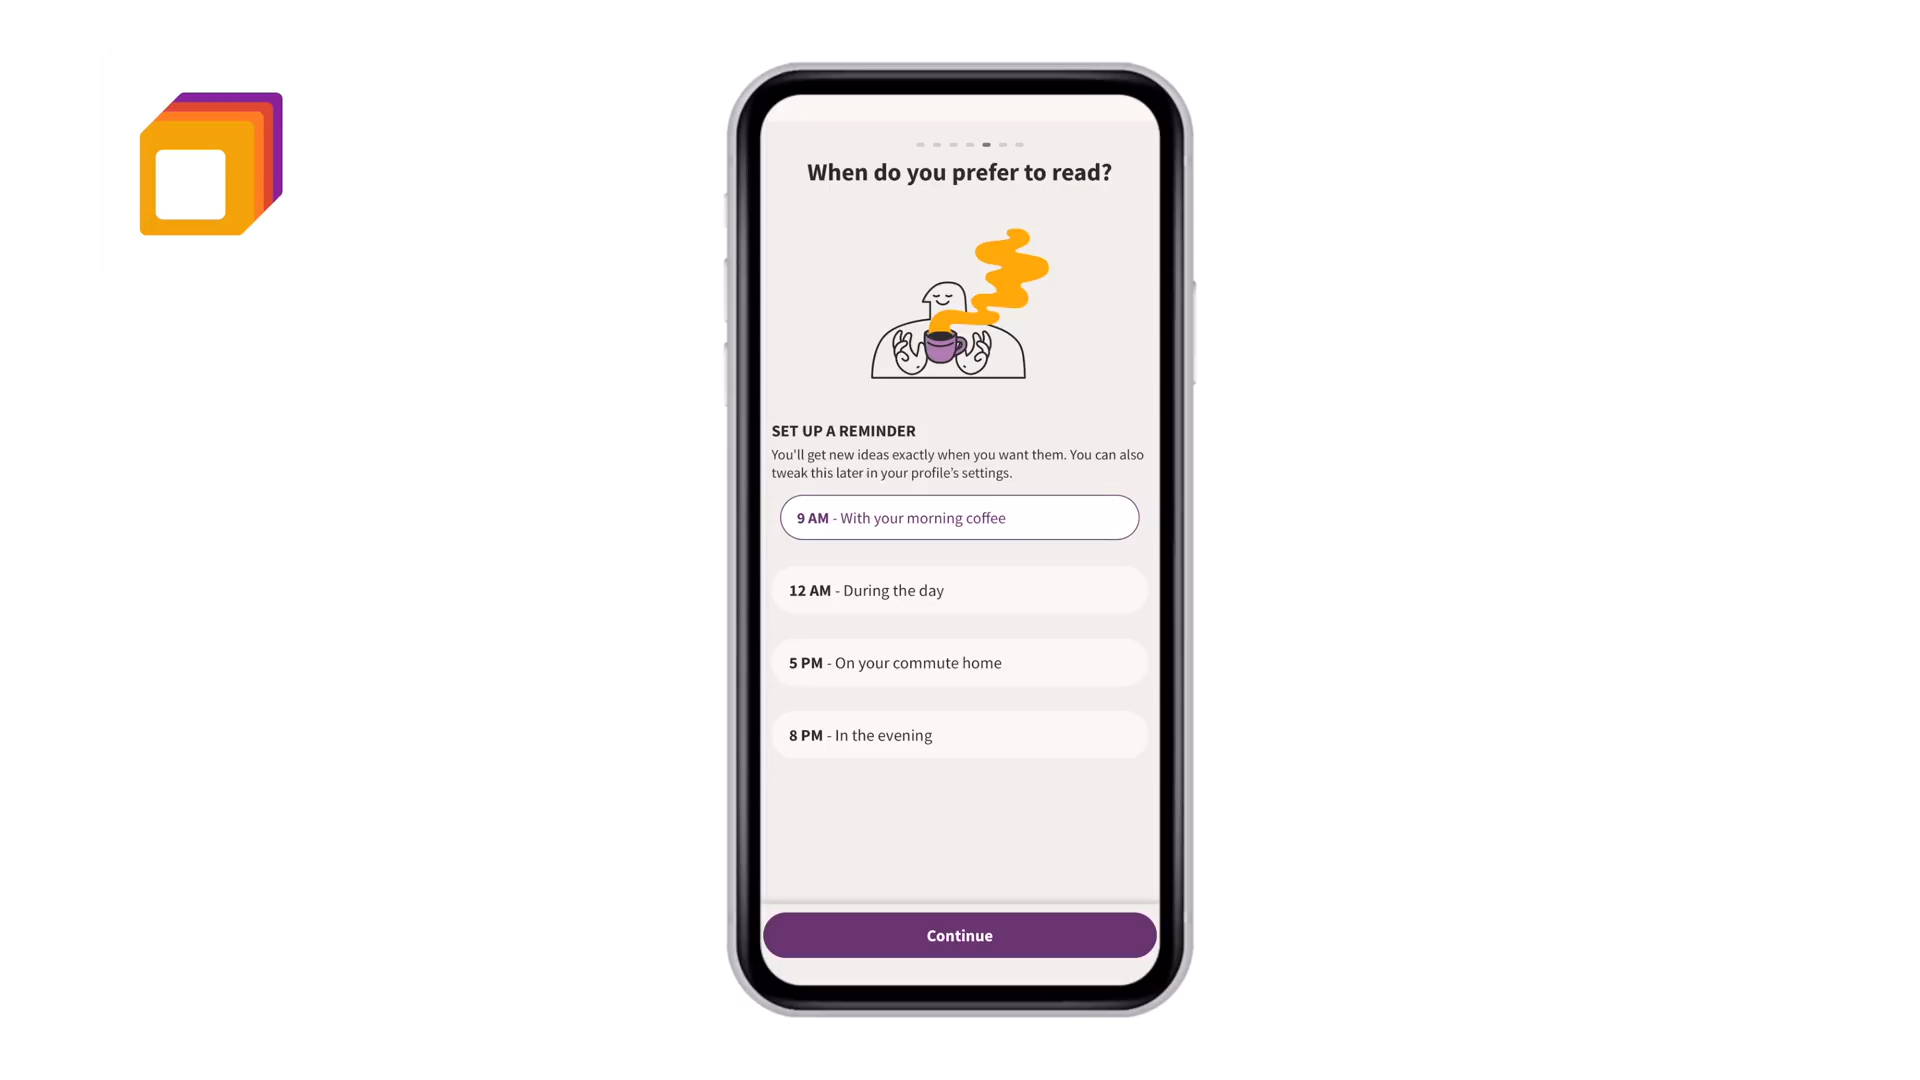 When do you prefer to read?
SET UP A REMINDER
You'll get new ideas exactly when you want them. You can also
tweak this later in your profile's settings.
9 AM - With your morning coffee
12 AM - During the day
5 PM - On your commute home
8 PM - In the evening
Continue